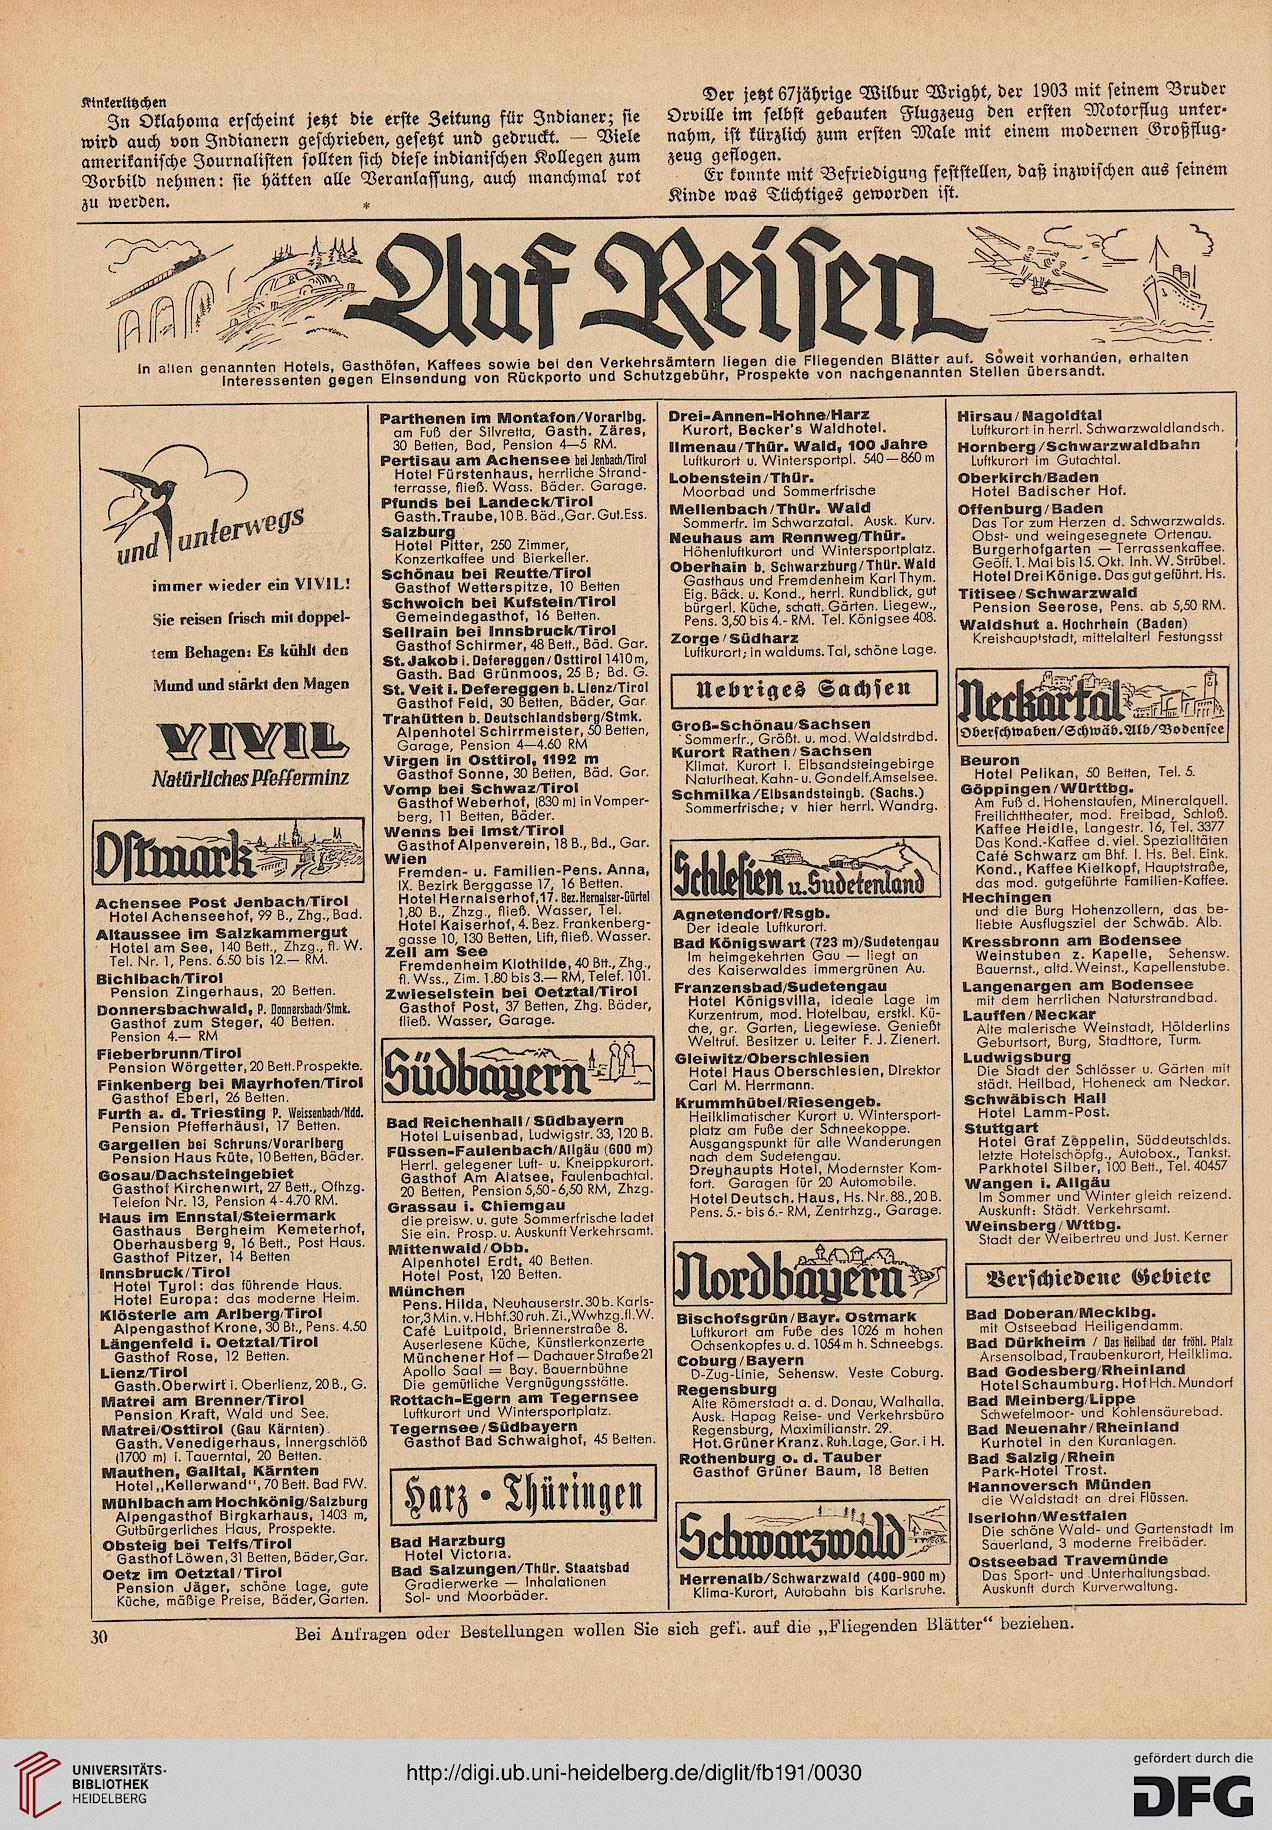 Kinkerlitzchen
In Oklahoma erscheint jetzt die erste Zeitung für Indianer; sie
wird auch von Indianern geschrieben, gesetzt und gedruckt. — Viele
amerikanische Journalisten sollten sich diese indianischen Kollegen zum
Vorbild nehmen: sie hätten alle Veranlassung, auch manchmal rot
zu werden.
*
Der jetzt 67jährige Wilbur Wright, der 1903 mit seinem Bruder
Orville im selbst gebauten Flugzeug den ersten Motorflug unter-
nahm, ist kürzlich zum ersten Male mit einem modernen Großflug-
zeug geflogen.
Er konnte mit Befriedigung feststellen, daß inzwischen aus seinem
Kinde was Tüchtiges geworden ist.
Auf Reisen
In allen genannten Hotels, Gasthöfen, Kaffees sowie bei den Verkehrsämtern liegen die Fliegenden Blätter auf. Soweit vorhanden, erhalten
Interessenten gegen Einsendung von Rückporto und Schutzgebühr, Prospekte von nachgenannten Stellen übersandt.
und unterwegs
immer wieder ein VIVIL!
Sie reisen frisch mit doppel-
tem Behagen: Es kühlt den
Mund und stärkt den Magen
VIVIL
Natürliches Pfefferminz
Ostmark
Achensee Post Jenbach/Tirol
Hotel Achenseehof, 99 B., Zhg., Bad.
Altaussee im Salzkammergut
Hotel am See, 140 Bett., Zhzg., fl. W.
Tel. Nr. 1, Pens. 6.50 bis 12.— RM.
Bichlbach/Tirol
Pension Zingerhaus, 20 Betten.
Donnersbachwald, P. Donnersbach/Stmk.
Gasthof zum Steger, 40 Betten.
Pension 4.— RM
Fieberbrunn/Tirol
Pension Wörgetter, 20 Bett. Prospekte.
Finkenberg bei Mayrhofen/Tirol
Gasthof Eberl, 26 Betten.
Furth a. d. Triesting P. Weissenbach/Ndd.
Pension Pfefferhäusl, 17 Betten.
Gargellen bei Schruns/Vorarlberg
Pension Haus Rüte, 10 Betten, Bäder.
Gosau/Dachsteingebiet
Gasthof Kirchenwirt, 27 Bett., Ofhzg.
Telefon Nr. 13, Pension 4-4.70 RM.
Haus im Ennstal/Steiermark
Gasthaus Bergheim Kemeterhof,
Oberhausberg 9, 16 Bett., Post Haus.
Gasthof Pitzer, 14 Betten
Innsbruck/Tirol
Hotel Tyrol: das führende Haus.
Hotel Europa: das moderne Heim.
Klösterle am Arlberg/Tirol
Alpengasthof Krone, 30 Bt., Pens. 4.50
Längenfeld i. Oetztal/Tirol
Gasthof Rose, 12 Betten.
Lienz/Tirol
Gasth. Oberwirt i. Oberlienz, 20 B., G.
Matrei am Brenner/Tirol
Pension Kraft, Wald und See.
Matrei/Osttirol (Gau Kärnten)
Gasth. Venedigerhaus, Innergschlöß
(1700 m) i. Tauerntal, 20 Betten.
Mauthen, Gailtal, Kärnten
Hotel „Kellerwand", 70 Bett. Bad FW.
Mühlbach am Hochkönig/Salzburg
Alpengasthof Birgkarhaus, 1403 m,
Gutbürgerliches Haus, Prospekte.
Obsteig bei Telfs/Tirol
Gasthof Löwen, 31 Betten, Bäder, Gar.
Oetz im Oetztal/Tirol
Pension Jäger, schöne Lage, gute
Küche, mäßige Preise, Bäder, Garten.
Parthenen im Montafon/Vorarlbg.
am Fuß der Silvretta, Gasth. Zäres,
30 Betten, Bad, Pension 4—5 RM.
Pertisau am Achensee bei Jenbach/Tirol
Hotel Fürstenhaus, herrliche Strand-
terrasse, fließ. Wass. Bäder. Garage.
Pfunds bei Landeck/Tirol
Gasth. Traube, 10 B. Bäd., Gar. Gut. Ess.
Salzburg
Hotel Pitter, 250 Zimmer,
Konzertkaffee und Bierkeller.
Schönau bei Reutte/Tirol
Gasthof Wetterspitze, 10 Betten
Schwoich bei Kufstein/Tirol
Gemeindegasthof, 16 Betten.
Sellrain bei Innsbruck/Tirol
Gasthof Schirmer, 48 Bett., Bäd. Gar.
St. Jakob i. Defereggen/Osttirol 1410 m,
Gasth. Bad Grünmoos, 25 B; Bd. G.
St. Veit i. Defereggen b. Lienz/Tirol
Gasthof Feld, 30 Betten, Bäder, Gar
Trahütten b. Deutschlandsberg/Stmk.
Alpenhotel Schirrmeister, 50 Betten,
Garage, Pension 4—4.60 RM
Virgen in Osttirol, 1192 m
Gasthof Sonne, 30 Betten, Bäd. Gar.
Vomp bei Schwaz/Tirol
Gasthof Weberhof, (830 m) in Vomper-
berg, 11 Betten, Bäder.
Wenns bei Imst/Tirol
Gasthof Alpenverein, 18 B., Bd., Gar.
Wien
Fremden- u. Familien-Pens. Anna,
IX. Bezirk Berggasse 17, 16 Betten.
Hotel Hernalserhof, 17. Bez. Hernalser-Gürtel
1,80 B., Zhzg., fließ. Wasser, Tel.
Hotel Kaiserhof, 4. Bez. Frankenberg-
gasse 10, 130 Betten, Lift, fließ. Wasser.
Zell am See
Fremdenheim Klothilde, 40 Btt., Zhg.,
fl. Wss., Zim. 1.80 bis 3.— RM, Telef. 101.
Zwieselstein bei Oetztal/Tirol
Gasthof Post, 37 Betten, Zhg. Bäder,
fließ. Wasser, Garage.
Südbayern
Bad Reichenhall/Südbayern
Hotel Luisenbad, Ludwigstr. 33, 120 B.
Füssen-Faulenbach/Allgäu (800 m)
Herrl. gelegener Luft- u. Kneippkurort.
Gasthof Am Alatsee, Faulenbachtal.
20 Betten, Pension 5,50-6,50 RM, Zhzg.
Grassau i. Chiemgau
die preisw. u. gute Sommerfrische ladet
Sie ein. Prosp. u. Auskunft Verkehrsamt.
Mittenwald/Obb.
Alpenhotel Erdt, 40 Betten.
Hotel Post, 120 Betten.
München
Pens. Hilda, Neuhauserstr. 30 b. Karls-
tor, 3 Min. v. Hbhf. 30 ruh. Zi., Wwhzg. fl. W.
Café Luitpold, Briennerstraße 8.
Auserlesene Küche, Künstlerkonzerte
Münchener Hof — Dachauer Straße 21
Apollo Saal = Bay. Bauernbühne
Die gemütliche Vergnügungsstätte.
Rottach-Egern am Tegernsee
Luftkurort und Wintersportplatz.
Tegernsee/Südbayern
Gasthof Bad Schwaighof, 45 Betten.
Harz • Thüringen
Bad Harzburg
Hotel Victoria.
Bad Salzungen/Thür. Staatsbad
Gradierwerke — Inhalationen
Sol- und Moorbäder.
Drei-Annen-Hohne/Harz
Kurort, Becker's Waldhotel.
Ilmenau/Thür. Wald, 100 Jahre
Luftkurort u. Wintersportpl. 540—860 m
Lobenstein/Thür.
Moorbad und Sommerfrische
Mellenbach/Thür. Wald
Sommerfr. im Schwarzatal. Ausk. Kurv.
Neuhaus am Rennweg/Thür.
Höhenluftkurort und Wintersportplatz.
Oberhain b. Schwarzburg/Thür. Wald
Gasthaus und Fremdenheim Karl Thym.
Eig. Bäck. u. Kond., herrl. Rundblick, gut
bürgerl. Küche, schatt. Gärten. Liegew.,
Pens. 3,50 bis 4.- RM. Tel. Königsee 408.
Zorge/Südharz
Luftkurort; in waldums. Tal, schöne Lage.
Uebriges Sachsen
Groß-Schönau/Sachsen
Sommerfr., Größt. u. mod. Waldstrdbd.
Kurort Rathen/Sachsen
Klimat. Kurort i. Elbsandsteingebirge
Naturtheat. Kahn- u. Gondelf. Amselsee.
Schmilka/Elbsandsteingb. (Sachs.)
Sommerfrische; v hier herrl. Wandrg.
Schlesien u. Sudetenland
Agnetendorf/Rsgb.
Der ideale Luftkurort.
Bad Königswart (723 m)/Sudetengau
Im heimgekehrten Gau — liegt an
des Kaiserwaldes immergrünen Au.
Franzensbad/Sudetengau
Hotel Königsvilla, ideale Lage im
Kurzentrum, mod. Hotelbau, erstkl. Kü-
che, gr. Garten, Liegewiese. Genießt
Weltruf. Besitzer u. Leiter F. J. Zienert.
Gleiwitz/Oberschlesien
Hotel Haus Oberschlesien, Direktor
Carl M. Herrmann.
Krummhübel/Riesengeb.
Heilklimatischer Kurort u. Wintersport-
platz am Fuße der Schneekoppe.
Ausgangspunkt für alle Wanderungen
nach dem Sudetengau.
Dreyhaupts Hotel, Modernster Kom-
fort. Garagen für 20 Automobile.
Hotel Deutsch. Haus, Hs. Nr. 88., 20 B.
Pens. 5.- bis 6.- RM, Zentrhzg., Garage.
Nordbayern
Bischofsgrün/Bayr. Ostmark
Luftkurort am Fuße des 1026 m hohen
Ochsenkopfes u. d. 1054 m h. Schneebgs.
Coburg/Bayern
D-Zug-Linie, Sehensw. Veste Coburg.
Regensburg
Alte Römerstadt a. d. Donau, Walhalla.
Ausk. Hapag Reise- und Verkehrsbüro
Regensburg, Maximilianstr. 29.
Hot. Grüner Kranz. Ruh. Lage, Gar. i H.
Rothenburg o. d. Tauber
Gasthof Grüner Baum, 18 Betten
Schwarzwald
Herrenalb/Schwarzwald (400-900 m)
Klima-Kurort, Autobahn bis Karlsruhe.
Hirsau/Nagoldtal
Luftkurort in herrl. Schwarzwaldlandsch.
Hornberg/Schwarzwaldbahn
Luftkurort im Gutachtal.
Oberkirch/Baden
Hotel Badischer Hof.
Offenburg/Baden
Das Tor zum Herzen d. Schwarzwalds.
Obst- und weingesegnete Ortenau.
Burgerhofgarten — Terrassenkaffee.
Geöff. 1. Mai bis 15. Okt. Inh. W. Strübel.
Hotel Drei Könige. Das gut geführt. Hs.
Titisee/Schwarzwald
Pension Seerose, Pens. ab 5,50 RM.
Waldshut a. Hochrhein (Baden)
Kreishauptstadt, mittelalterl Festungsst
Neckartal
Oberschwaben/Schwäb. Alb/Bodensee
Beuron
Hotel Pelikan, 50 Betten, Tel. 5.
Göppingen/Württbg.
Am Fuß d. Hohenstaufen, Mineralquell.
Freilichttheater, mod. Freibad, Schloß.
Kaffee Heidle, Langestr. 16, Tel. 3377
Das Kond.-Kaffee d. viel. Spezialitäten
Café Schwarz am Bhf. I. Hs. Bel. Eink.
Kond., Kaffee Kielkopf, Hauptstraße,
das mod. gutgeführte Familien-Kaffee.
Hechingen
und die Burg Hohenzollern, das be-
liebte Ausflugsziel der Schwäb. Alb.
Kressbronn am Bodensee
Weinstuben z. Kapelle, Sehensw.
Bauernst., altd. Weinst., Kapellenstube.
Langenargen am Bodensee
mit dem herrlichen Naturstrandbad.
Lauffen/Neckar
Alte malerische Weinstadt, Hölderlins
Geburtsort, Burg, Stadttore, Turm.
Ludwigsburg
Die Stadt der Schlösser u. Gärten mit
städt. Heilbad, Hoheneck am Neckar.
Schwäbisch Hall
Hotel Lamm-Post.
Stuttgart
Hotel Graf Zeppelin, Süddeutschlds.
letzte Hotelschöpfg., Autobox., Tankst.
Parkhotel Silber, 100 Bett., Tel. 40457
Wangen i. Allgäu
Im Sommer und Winter gleich reizend.
Auskunft: Städt. Verkehrsamt.
Weinsberg/Wttbg.
Stadt der Weibertreu und Just. Kerner
Verschiedene Gebiete
Bad Doberan/Mecklbg.
mit Ostseebad Heiligendamm.
Bad Dürkheim / Das Heilbad der fröhl. Pfalz
Arsensolbad, Traubenkurort, Heilklima.
Bad Godesberg/Rheinland
Hotel Schaumburg. Hof Hch. Mundorf
Bad Meinberg/Lippe
Schwefelmoor- und Kohlensäurebad.
Bad Neuenahr/Rheinland
Kurhotel in den Kuranlagen.
Bad Salzig/Rhein
Park-Hotel Trost.
Hannoversch Münden
die Waldstadt an drei Flüssen.
Iserlohn/Westfalen
Die schöne Wald- und Gartenstadt im
Sauerland, 3 moderne Freibäder.
Ostseebad Travemünde
Das Sport- und Unterhaltungsbad.
Auskunft durch Kurverwaltung.
30
Bei Anfragen oder Bestellungen wollen Sie sich gefl. auf die „Fliegenden Blätter" beziehen.
UNIVERSITÄTS-
BIBLIOTHEK
HEIDELBERG
http://digi.ub.uni-heidelberg.de/diglit/fb191/0030
gefördert durch die
DFG